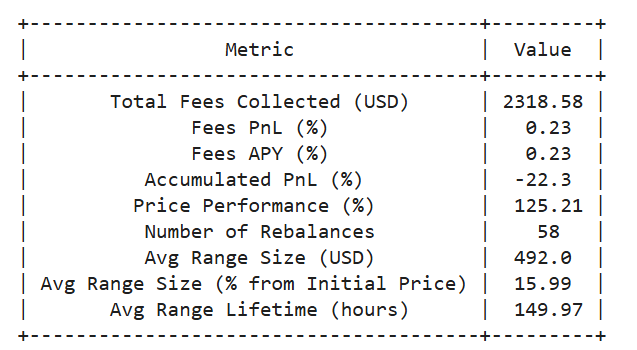 +---------------------------------------+---------+
| Metric | Value |
+---------------------------------------+---------+
| Total Fees Collected (USD) | 2318.58 |
| Fees PnL (%) | 0.23 |
| Fees APY (%) | 0.23 |
| Accumulated PnL (%) | -22.3 |
| Price Performance (%) | 125.21 |
| Number of Rebalances | 58 |
| Avg Range Size (USD) | 492.0 |
| Avg Range Size (% from Initial Price) | 15.99 |
| Avg Range Lifetime (hours) | 149.97 |
+---------------------------------------+---------+